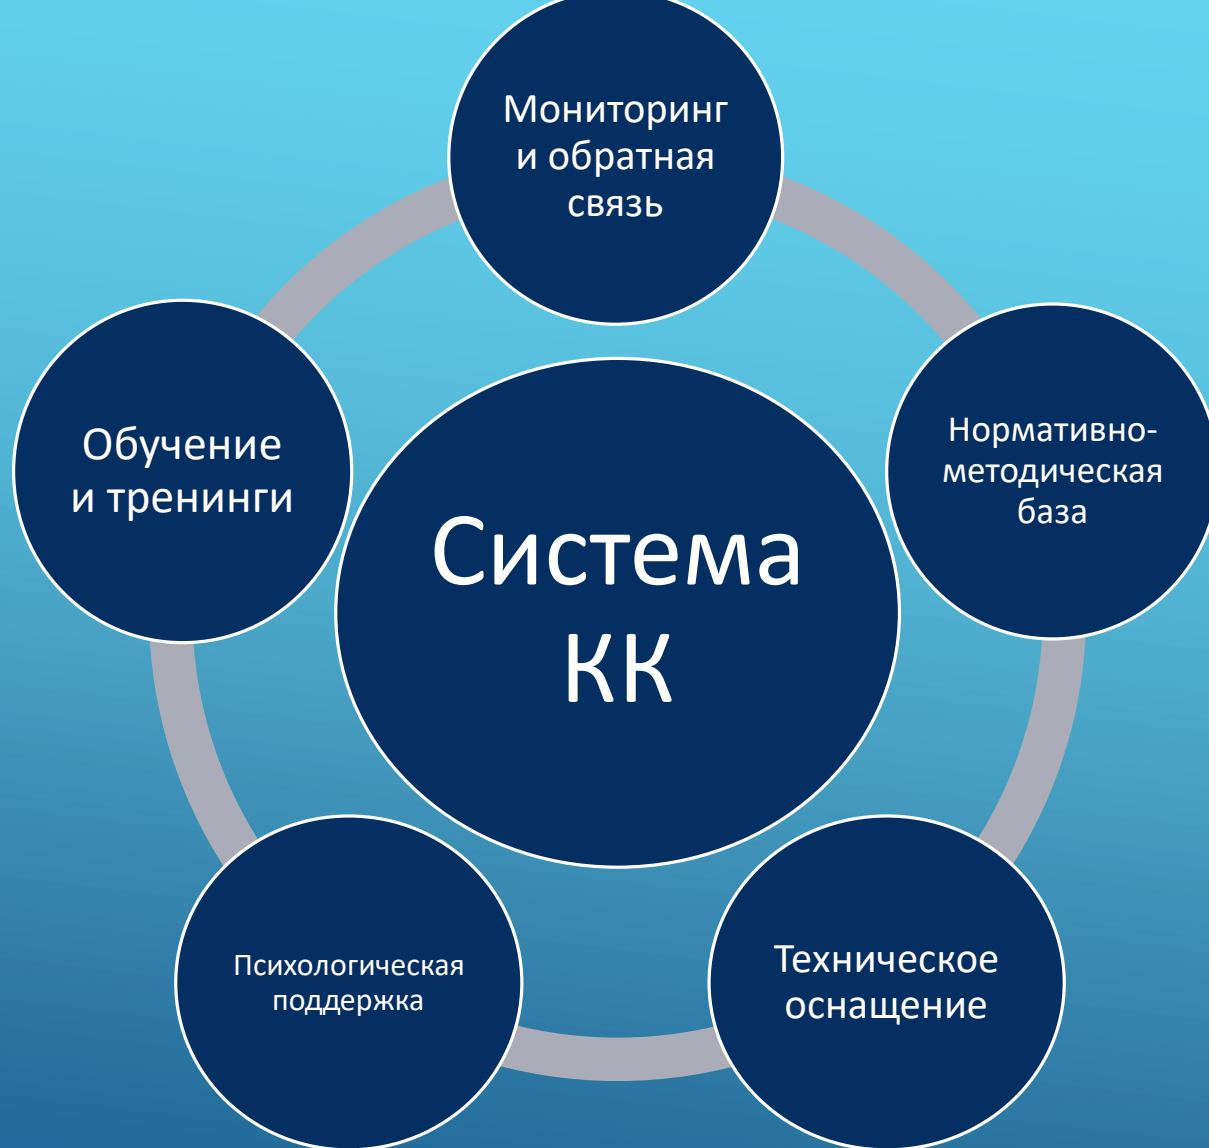 Мониторинг
и обратная
связь
Обучение
и тренинги
Нормативно-
методическая
база
Система
КК
Психологическая
поддержка
Техническое
оснащение